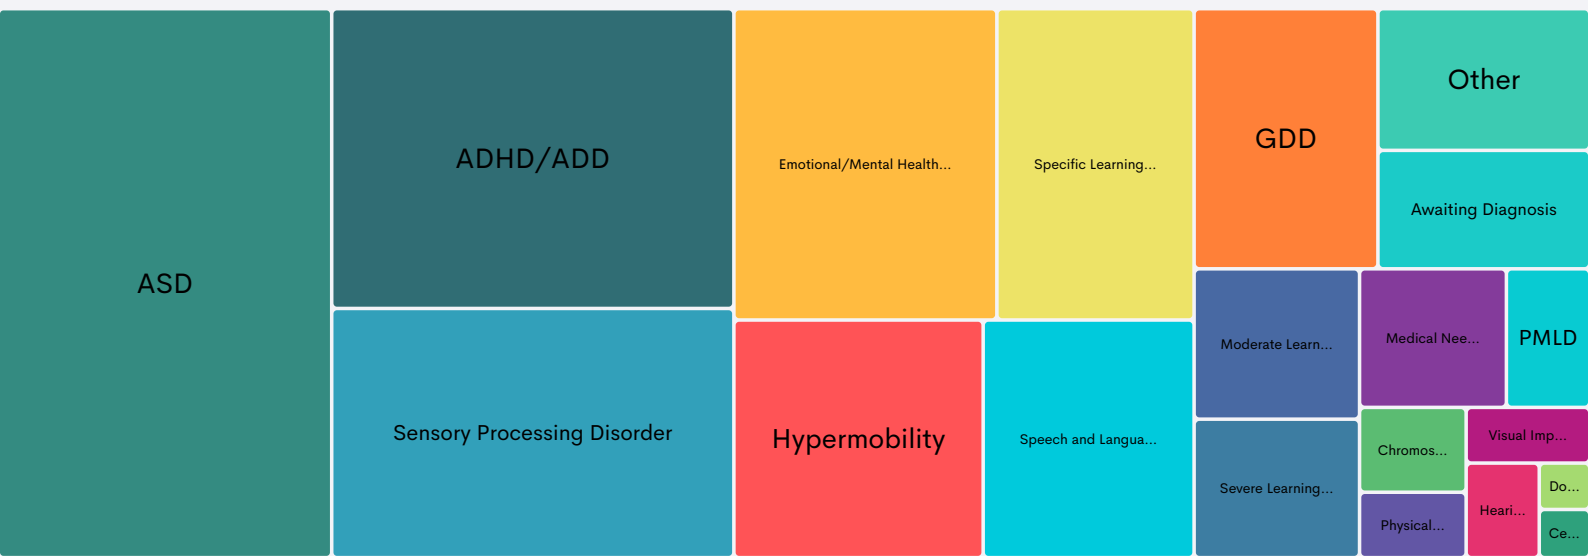 ASD
ADHD/ADD
Sensory Processing Disorder
Emotional/Mental Health...
Specific Learning...
Hypermobility
Speech and Langua...
GDD
Other
Awaiting Diagnosis
Moderate Learn...
Medical Nee...
PMLD
Severe Learning...
Chromos...
Visual Imp...
Physical...
Heari...
Do...
Ce...